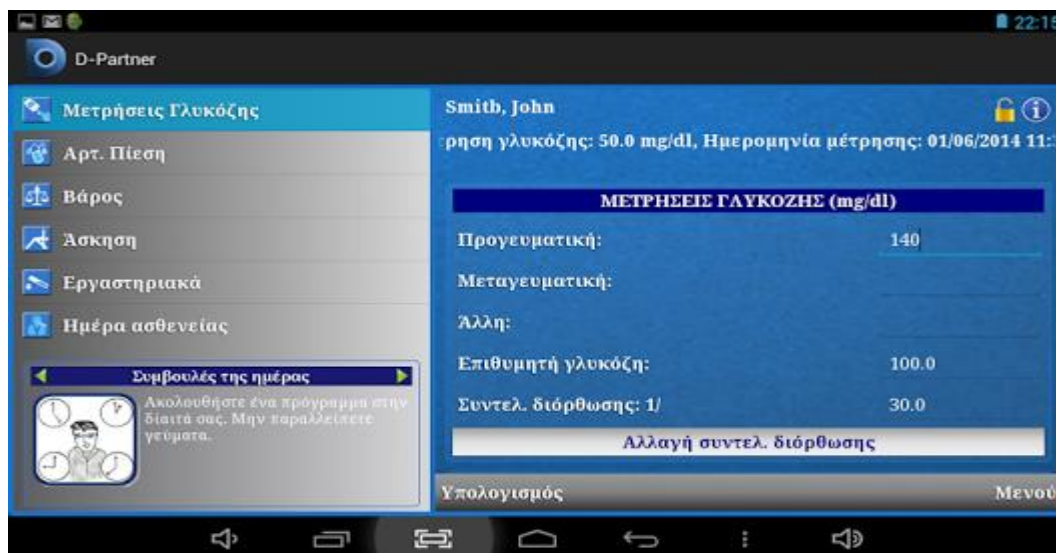 22:15
D-Partner
Μετρήσεις Γλυκόζης
Αρτ. Πίεση
Βάρος
Άσκηση
Εργαστηριακά
Ημέρα ασθενείας
Συμβουλές της ημέρας
Ακολουθήστε ένα πρόγραμμα στην
δίαιτά σας. Μην παραλλείπετε
γεύματα.
Smith, John
ρηση γλυκόζης: 50.0 mg/dl, Ημερομηνία μέτρησης: 01/06/2014 11:
ΜΕΤΡΗΣΕΙΣ ΓΛΥΚΟΖΗΣ (mg/dl)
Προγευματική: 140
Μεταγευματική:
Άλλη:
Επιθυμητή γλυκόζη: 100.0
Συντελ. διόρθωσης: 1/ 30.0
Αλλαγή συντελ. διόρθωσης
Υπολογισμός Μενού